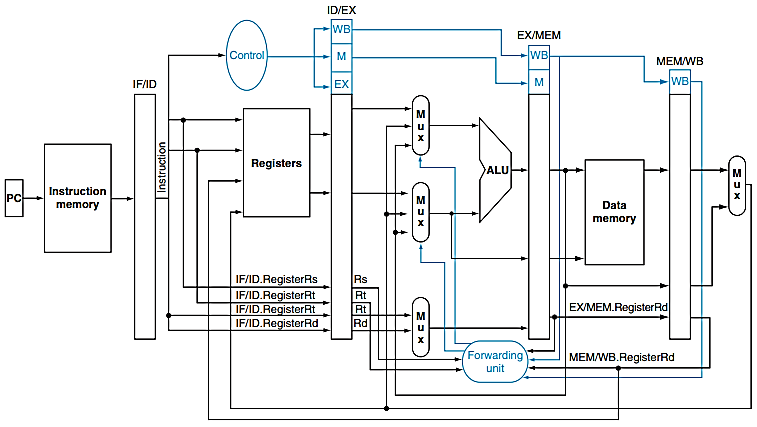 ID/EX
WB
EX/MEM
Control
M
WB
MEM/WB
IF/ID
EX
M
WB
M
u
x
Instruction
Registers
ALU
M
u
x
PC
Instruction
memory
M
u
x
Data
memory
IF/ID.RegisterRs
Rs
IF/ID.RegisterRt
Rt
IF/ID.RegisterRt
Rt
IF/ID.RegisterRd
Rd
M
u
x
EX/MEM.RegisterRd
Forwarding
unit
MEM/WB.RegisterRd